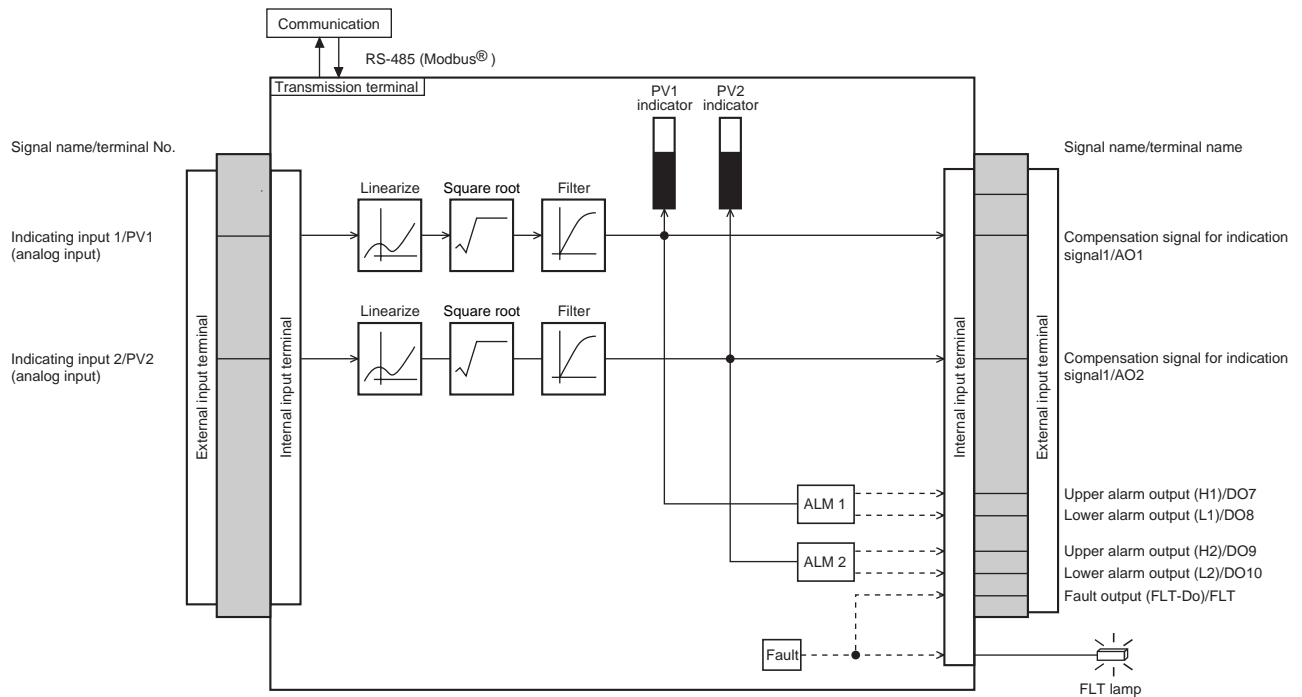 Communication
RS-485 (Modbus® )
Transmission terminal
PV1
indicator
PV2
indicator
Signal name/terminal No.
Signal name/terminal name
Linearize
Square root
Filter
Indicating input 1/PV1
(analog input)
Compensation signal for indication
signal1/AO1
Linearize
Square root
Filter
Indicating input 2/PV2
(analog input)
Compensation signal for indication
signal1/AO2
External input terminal
Internal input terminal
Internal input terminal
External input terminal
ALM 1
Upper alarm output (H1)/DO7
Lower alarm output (L1)/DO8
ALM 2
Upper alarm output (H2)/DO9
Lower alarm output (L2)/DO10
Fault output (FLT-Do)/FLT
Fault
FLT lamp